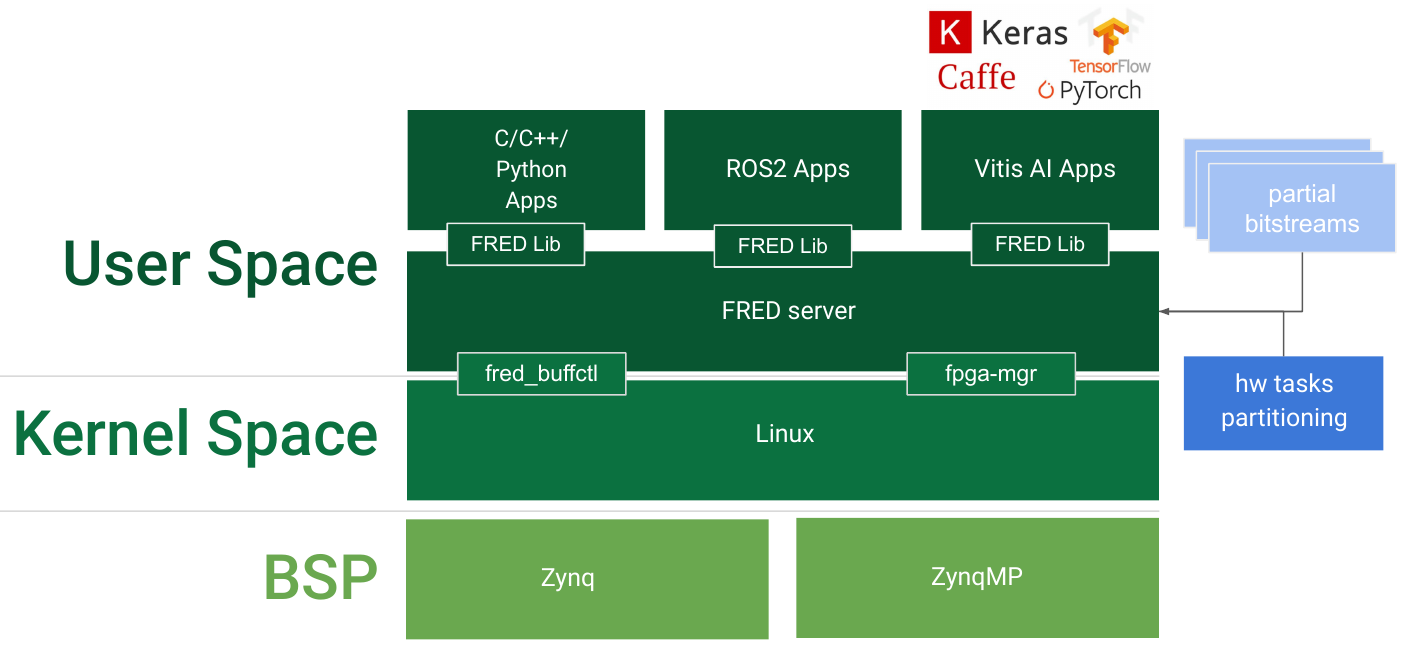 K Keras
TensorFlow
Caffe
PyTorch
C/C++/
Python
Apps
ROS2 Apps
Vitis AI Apps
partial
bitstreams
FRED Lib
FRED Lib
FRED Lib
User Space
FRED server
fred_buffctl
fpga-mgr
hw tasks
partitioning
Kernel Space
Linux
BSP
Zynq
ZynqMP